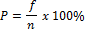 P = f/n x 100%